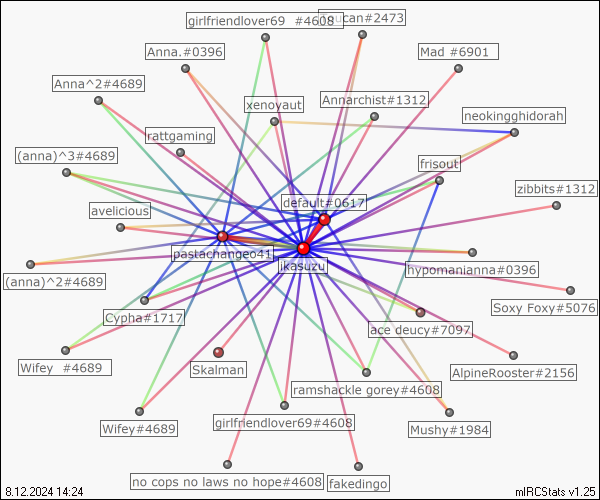 girlfriendlover69 #4608
toucan#2473
Anna.#0396
Mad #6901
Anna^2#4689
xenoyaut
Annarchist#1312
neokingghidorah
rattgaming
(anna)^3#4689
frisout
zibbits#1312
default#0617
avelicious
pastachangeo41
ikasuzu
hypomanianna#0396
(anna)^2#4689
Soxy Foxy#5076
Cypha#1717
ace deucy#7097
Wifey #4689
Skalman
AlpineRooster#2156
ramshackle gorey#4608
Wifey#4689
girlfriendlover69#4608
Mushy#1984
no cops no laws no hope#4608
fakedingo
8.12.2024 14:24
mIRCStats v1.25